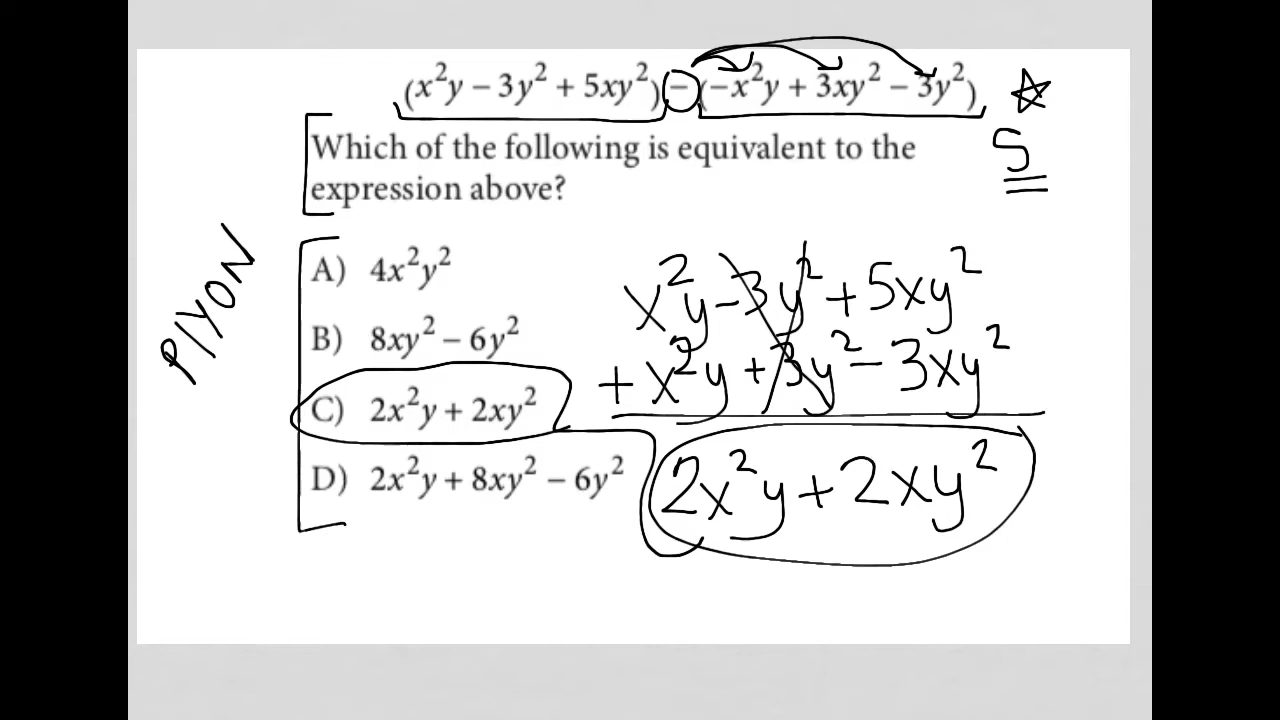 (x²y − 3y² + 5xy²) − (−x²y + 3xy² − 3y²)
5
Which of the following is equivalent to the
expression above?
PIYON
A) 4x²y²
B) 8xy² − 6y²
C) 2x²y + 2xy²
D) 2x²y + 8xy² − 6y²
x²y − 3y² + 5xy²
+ x²y + 3y² − 3xy²
2x²y + 2xy²